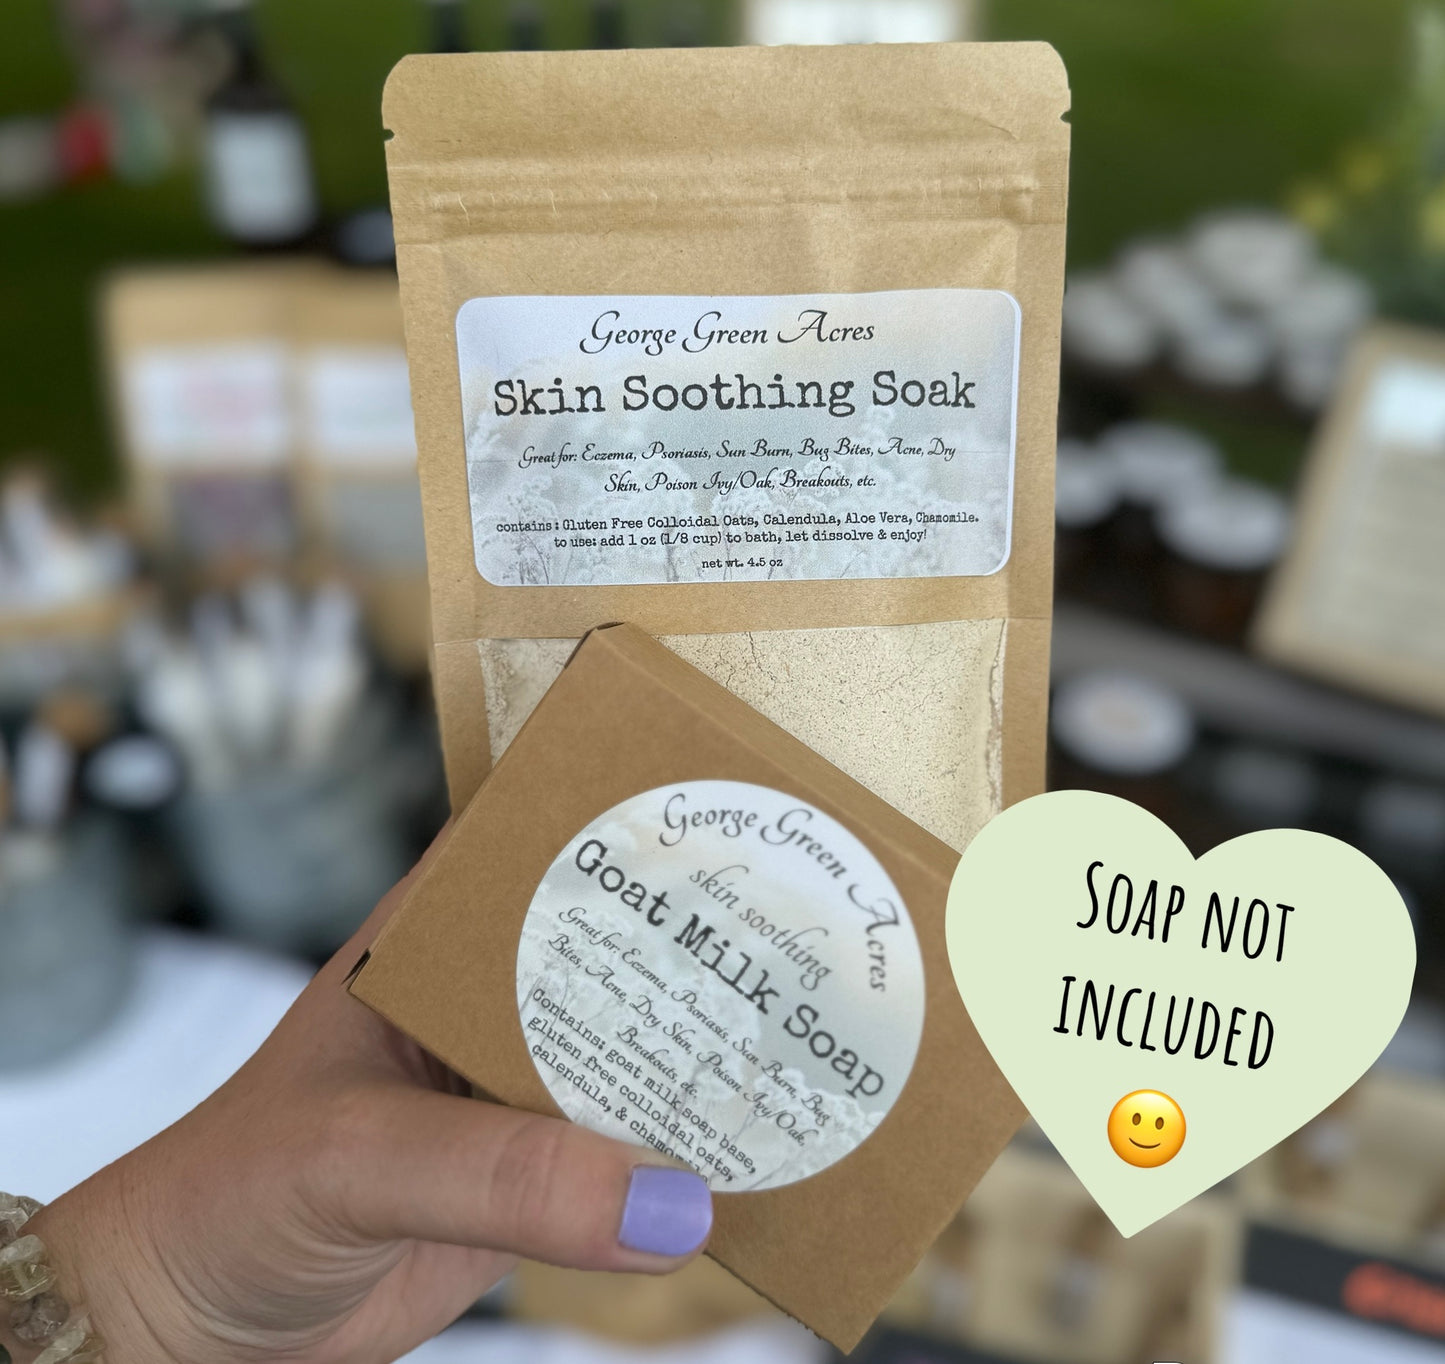 George Green Acres
Skin Soothing Soak
Great for: Eczema, Psoriasis, Sun Burn, Bug Bites, Acne, Dry
Skin, Poison Ivy/Oak, Breakouts, etc.
contains: Gluten Free Colloidal Oats, Calendula, Aloe Vera, Chamomile.
to use: add 1 oz (1/8 cup) to bath, let dissolve & enjoy!
net wt. 4.5 oz
George Green Acres
skin soothing
Goat Milk Soap
Great for: Eczema, Psoriasis, Sun Burn, Bug
Bites, Acne, Dry Skin, Poison Ivy/Oak,
Breakouts, etc.
Contains: goat milk soap base,
gluten free colloidal oats,
calendula, & chamomile
SOAP NOT
INCLUDED